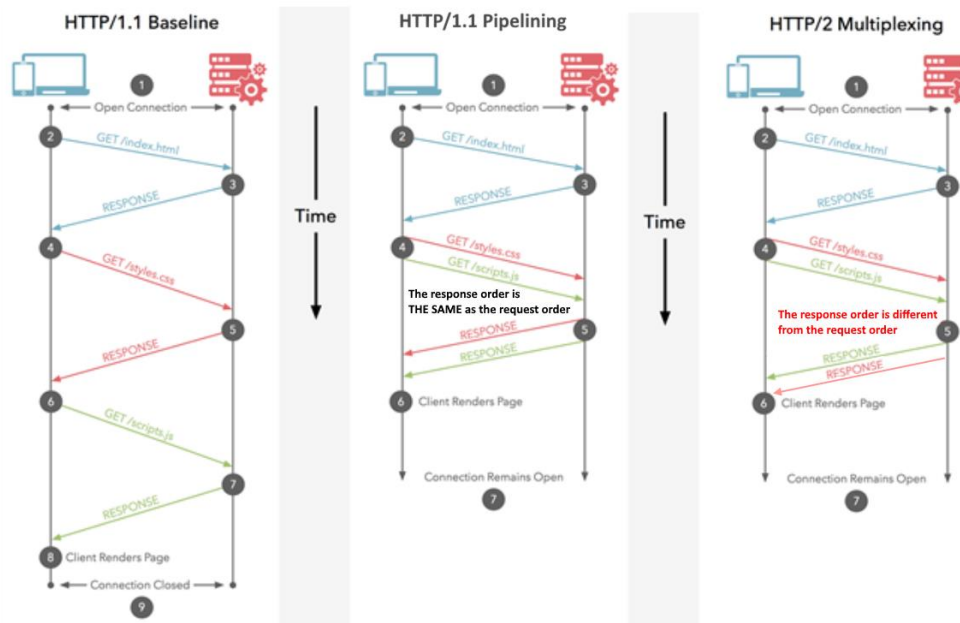 HTTP/1.1 Baseline
1
Open Connection
2
GET /index.html
3
RESPONSE
4
GET /styles.css
5
RESPONSE
6
GET /scripts.js
7
RESPONSE
8 Client Renders Page
Connection Closed
9
Time
HTTP/1.1 Pipelining
1
Open Connection
2
GET /index.html
3
RESPONSE
4
GET /styles.css
GET /scripts.js
The response order is
THE SAME as the request order
5
RESPONSE
RESPONSE
6 Client Renders Page
Connection Remains Open
7
Time
HTTP/2 Multiplexing
1
Open Connection
2
GET /index.html
3
RESPONSE
4
GET /styles.css
GET /scripts.js
The response order is different
from the request order
5
RESPONSE
RESPONSE
6 Client Renders Page
Connection Remains Open
7